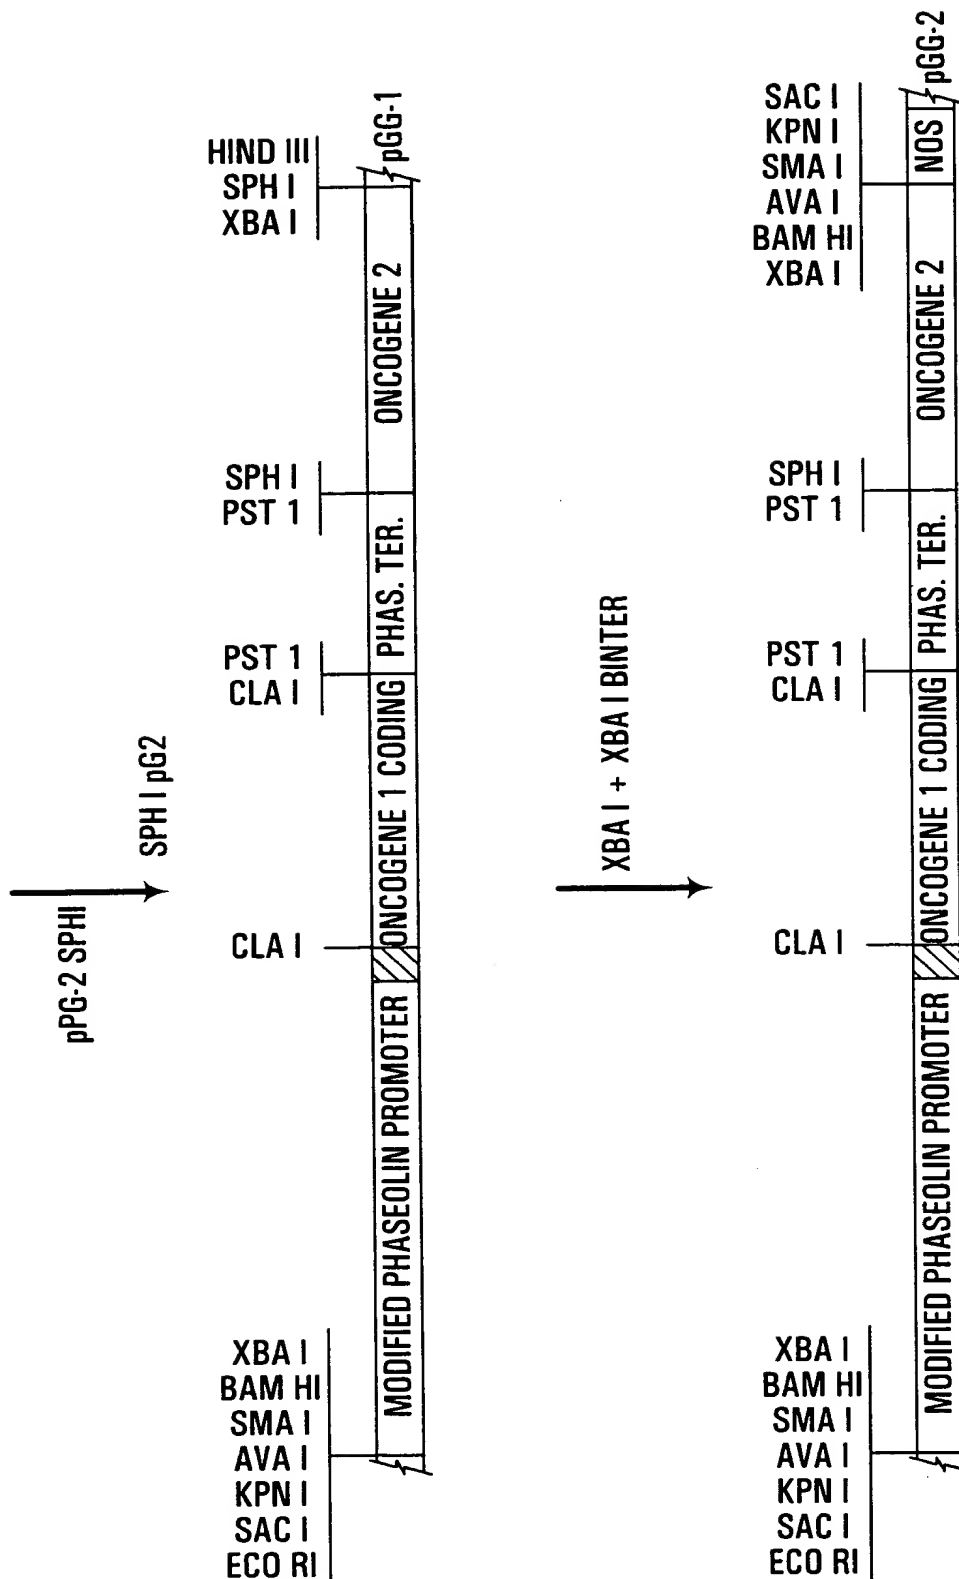 pPG-2 SPHI
SPH I pG2
HIND III
SPH I
XBA I
SPH I
PST 1
PST 1
CLA I
CLA I
XBA I
BAM HI
SMA I
AVA I
KPN I
SAC I
ECO RI
MODIFIED PHASEOLIN PROMOTER
ONCOGENE 1 CODING
PHAS. TER.
ONCOGENE 2
pGG-1
XBA I + XBA I BINTER
SAC I
KPN I
SMA I
AVA I
BAM HI
XBA I
SPH I
PST 1
PST 1
CLA I
CLA I
XBA I
BAM HI
SMA I
AVA I
KPN I
SAC I
ECO RI
MODIFIED PHASEOLIN PROMOTER
ONCOGENE 1 CODING
PHAS. TER.
ONCOGENE 2
NOS
pGG-2